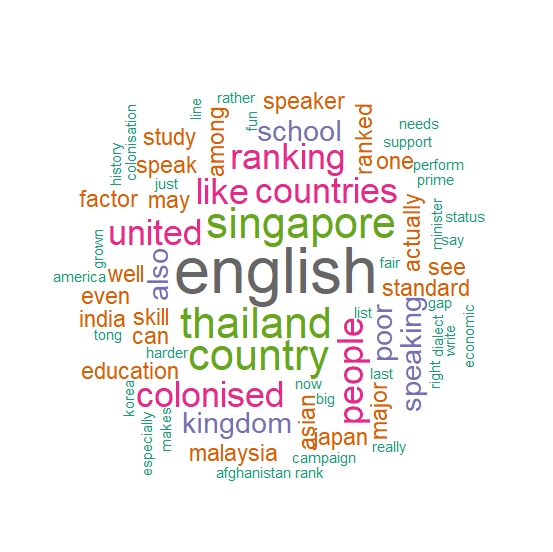 rather
speaker
line
fun
needs
colonisation
study
among
school
ranked
support
history
speak
ranking
one
perform
just
like
countries
prime
factor
may
singapore
actually
minister
status
united
say
grown
also
english
fair
see
america
well
standard
even
thailand
list
people
poor
speaking
gap
india
skill
tong
can
country
right dialect
write
economic
harder
education
last
colonised
now
major
korea
big
kingdom
asian
japan
especially
makes
malaysia
really
campaign
afghanistan rank